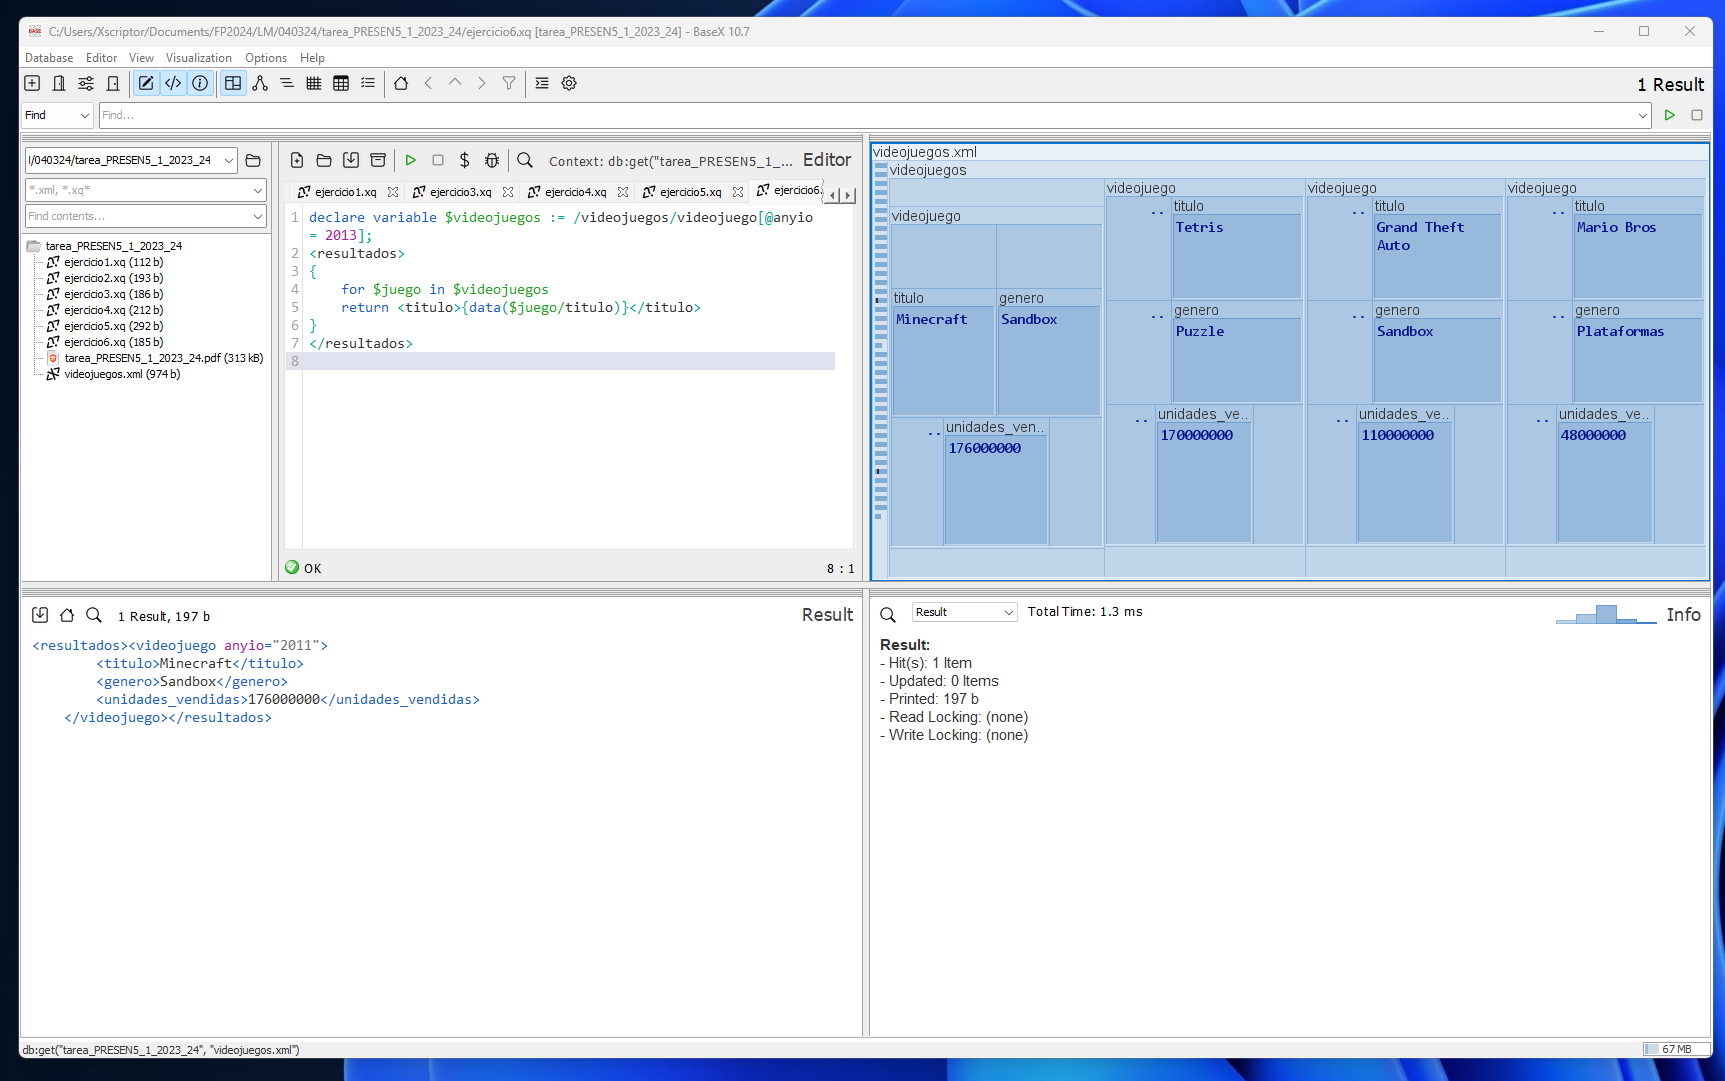 C:/Users/Xscriptor/Documents/FP2024/LM/040324/tarea_PRESEN5_1_2023_24/ejercicio6.xq [tarea_PRESEN5_1_2023_24] - BaseX 10.7
Database Editor View Visualization Options Help
1 Result
Find
Find...
l/040324/tarea_PRESEN5_1_2023_24
*.xml, *.xq*
Find contents...
tarea_PRESEN5_1_2023_24
ejercicio1.xq (112 b)
ejercicio2.xq (193 b)
ejercicio3.xq (186 b)
ejercicio4.xq (212 b)
ejercicio5.xq (292 b)
ejercicio6.xq (185 b)
tarea_PRESEN5_1_2023_24.pdf (313 kB)
videojuegos.xml (974 b)
Context: db:get("tarea_PRESEN5_1_... Editor
ejercicio1.xq ejercicio3.xq ejercicio4.xq ejercicio5.xq ejercicio6.
1 declare variable $videojuegos := /videojuegos/videojuego[@anyio
= 2013];
2 <resultados>
3 {
4 for $juego in $videojuegos
5 return <titulo>{data($juego/titulo)}</titulo>
6 }
7 </resultados>
8
OK 8 : 1
videojuegos.xml
videojuegos
videojuego
titulo
Minecraft
genero
Sandbox
.. unidades_ven..
176000000
videojuego
.. titulo
Tetris
.. genero
Puzzle
.. unidades_ve..
170000000
videojuego
.. titulo
Grand Theft
Auto
.. genero
Sandbox
.. unidades_ve..
110000000
videojuego
.. titulo
Mario Bros
.. genero
Plataformas
.. unidades_ve..
48000000
1 Result, 197 b Result
<resultados><videojuego anyio="2011">
<titulo>Minecraft</titulo>
<genero>Sandbox</genero>
<unidades_vendidas>176000000</unidades_vendidas>
</videojuego></resultados>
Result Total Time: 1.3 ms Info
Result:
- Hit(s): 1 Item
- Updated: 0 Items
- Printed: 197 b
- Read Locking: (none)
- Write Locking: (none)
db:get("tarea_PRESEN5_1_2023_24", "videojuegos.xml")
67 MB